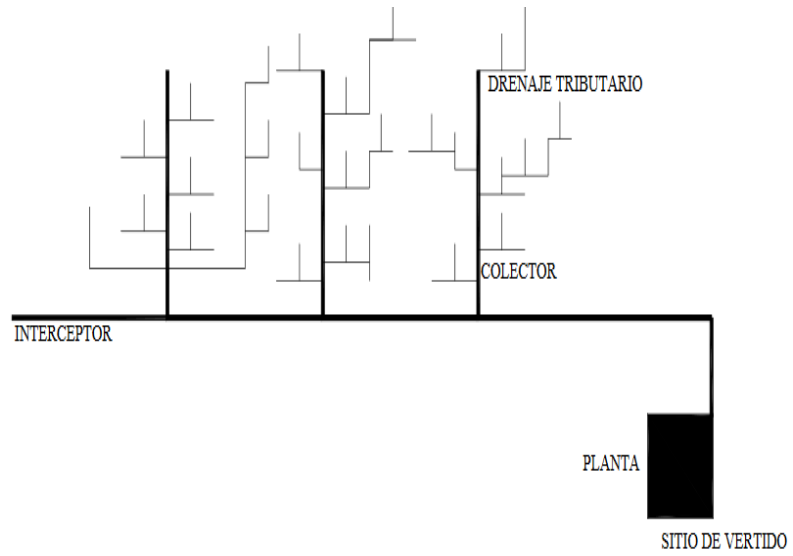 DRENAJE TRIBUTARIO
COLECTOR
INTERCEPTOR
PLANTA
SITIO DE VERTIDO